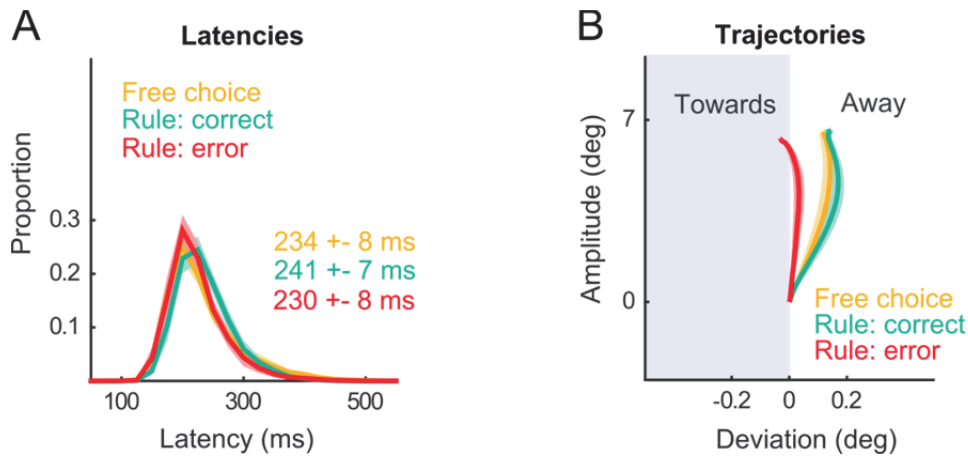 A
Latencies
Free choice
Rule: correct
Rule: error
Proportion
0.3
0.2
0.1
234 +- 8 ms
241 +- 7 ms
230 +- 8 ms
100
300
500
Latency (ms)
B
Trajectories
Towards
Away
Amplitude (deg)
7
0
Free choice
Rule: correct
Rule: error
-0.2
0
0.2
Deviation (deg)